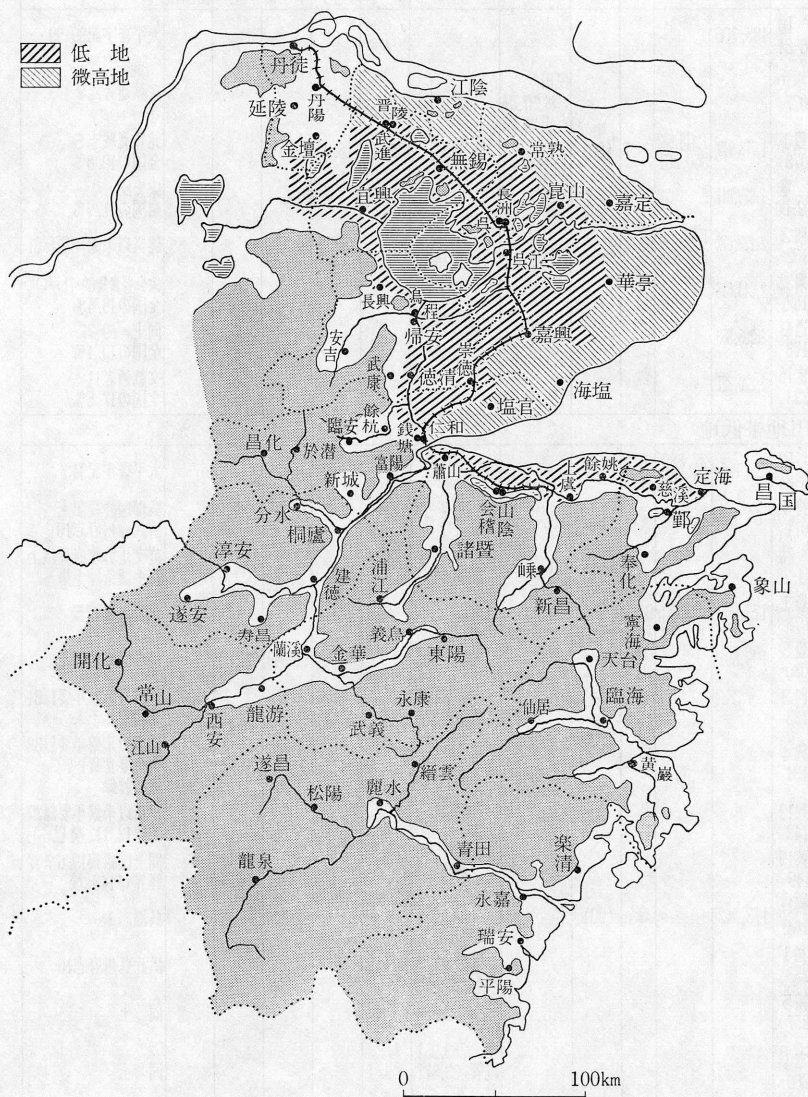 低地
微高地
丹徒
延陵
丹陽
金壇
晋陵
武進
江陰
無錫
常熟
宜興
長洲
呉
崑山
嘉定
呉江
華亭
長興
烏程
帰安
嘉興
安吉
武康
徳清
崇徳
海塩
塩官
餘杭
臨安
銭塘
仁和
昌化
於潜
富陽
新城
蕭山
上虞
餘姚
慈溪
定海
昌国
分水
桐廬
会稽
山陰
鄞
淳安
建徳
浦江
諸暨
嵊
新昌
奉化
象山
遂安
寿昌
蘭溪
義烏
金華
東陽
寧海
天台
開化
常山
西安
龍游
永康
武義
仙居
臨海
江山
遂昌
松陽
縉雲
麗水
黄巌
龍泉
青田
楽清
永嘉
瑞安
平陽
0 100km